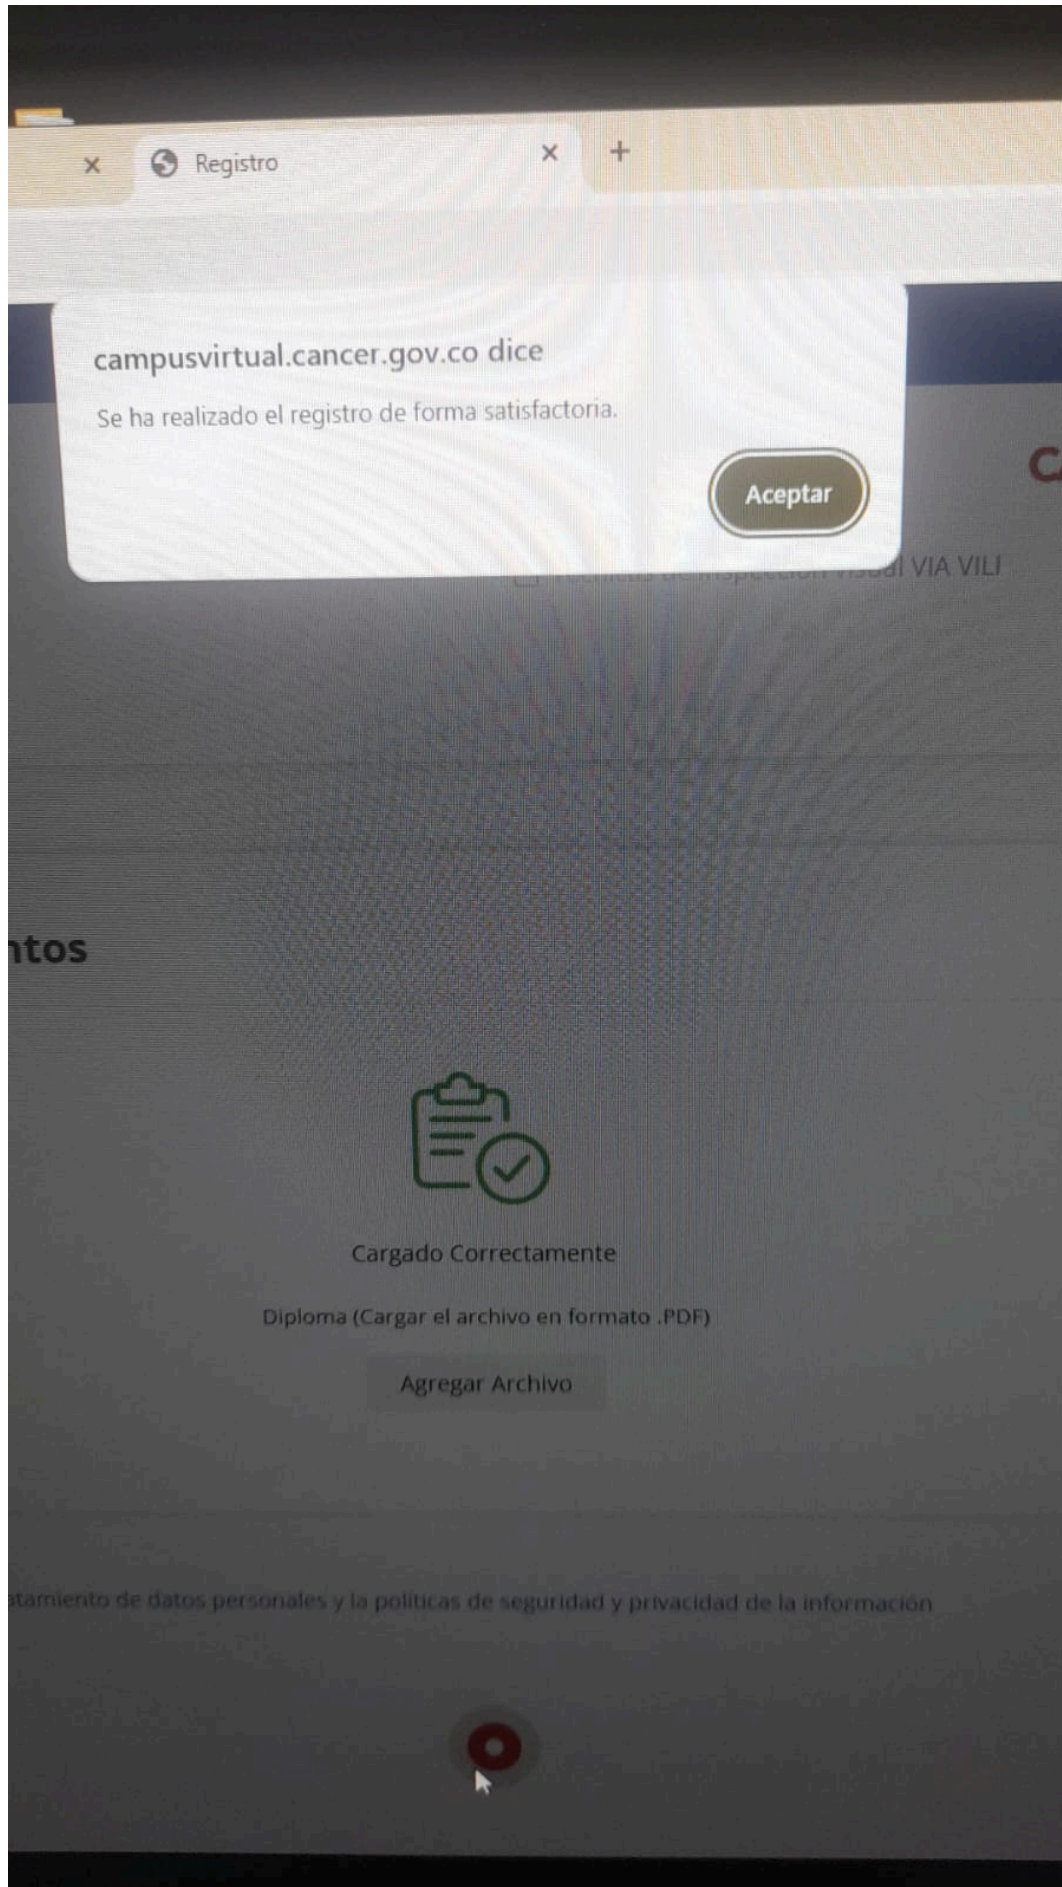 Registro
campusvirtual.cancer.gov.co dice
Se ha realizado el registro de forma satisfactoria.
Aceptar
VIA VILI
ntos
Cargado Correctamente
Diploma (Cargar el archivo en formato .PDF)
Agregar Archivo
atamiento de datos personales y la políticas de seguridad y privacidad de la información